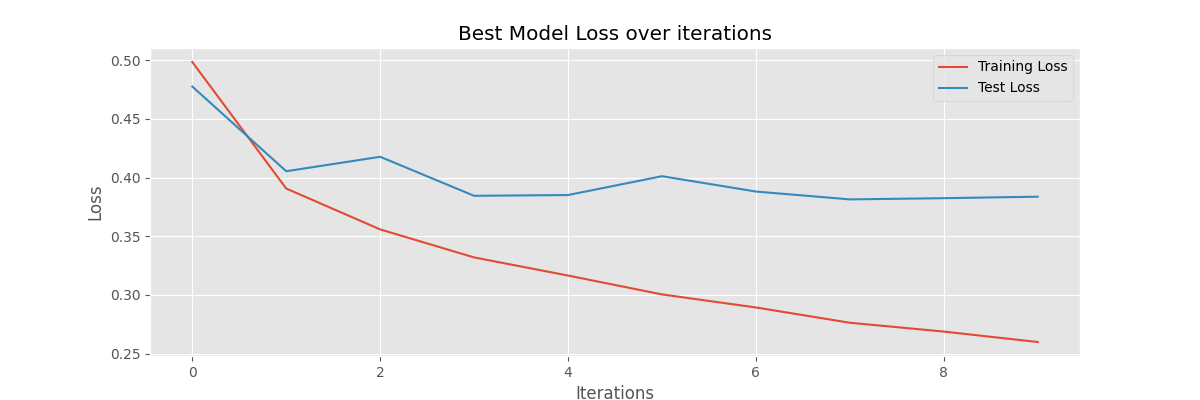 Best Model Loss over iterations
Training Loss
Test Loss
0.50
0.45
0.40
0.35
0.30
0.25
Loss
0 2 4 6 8
Iterations